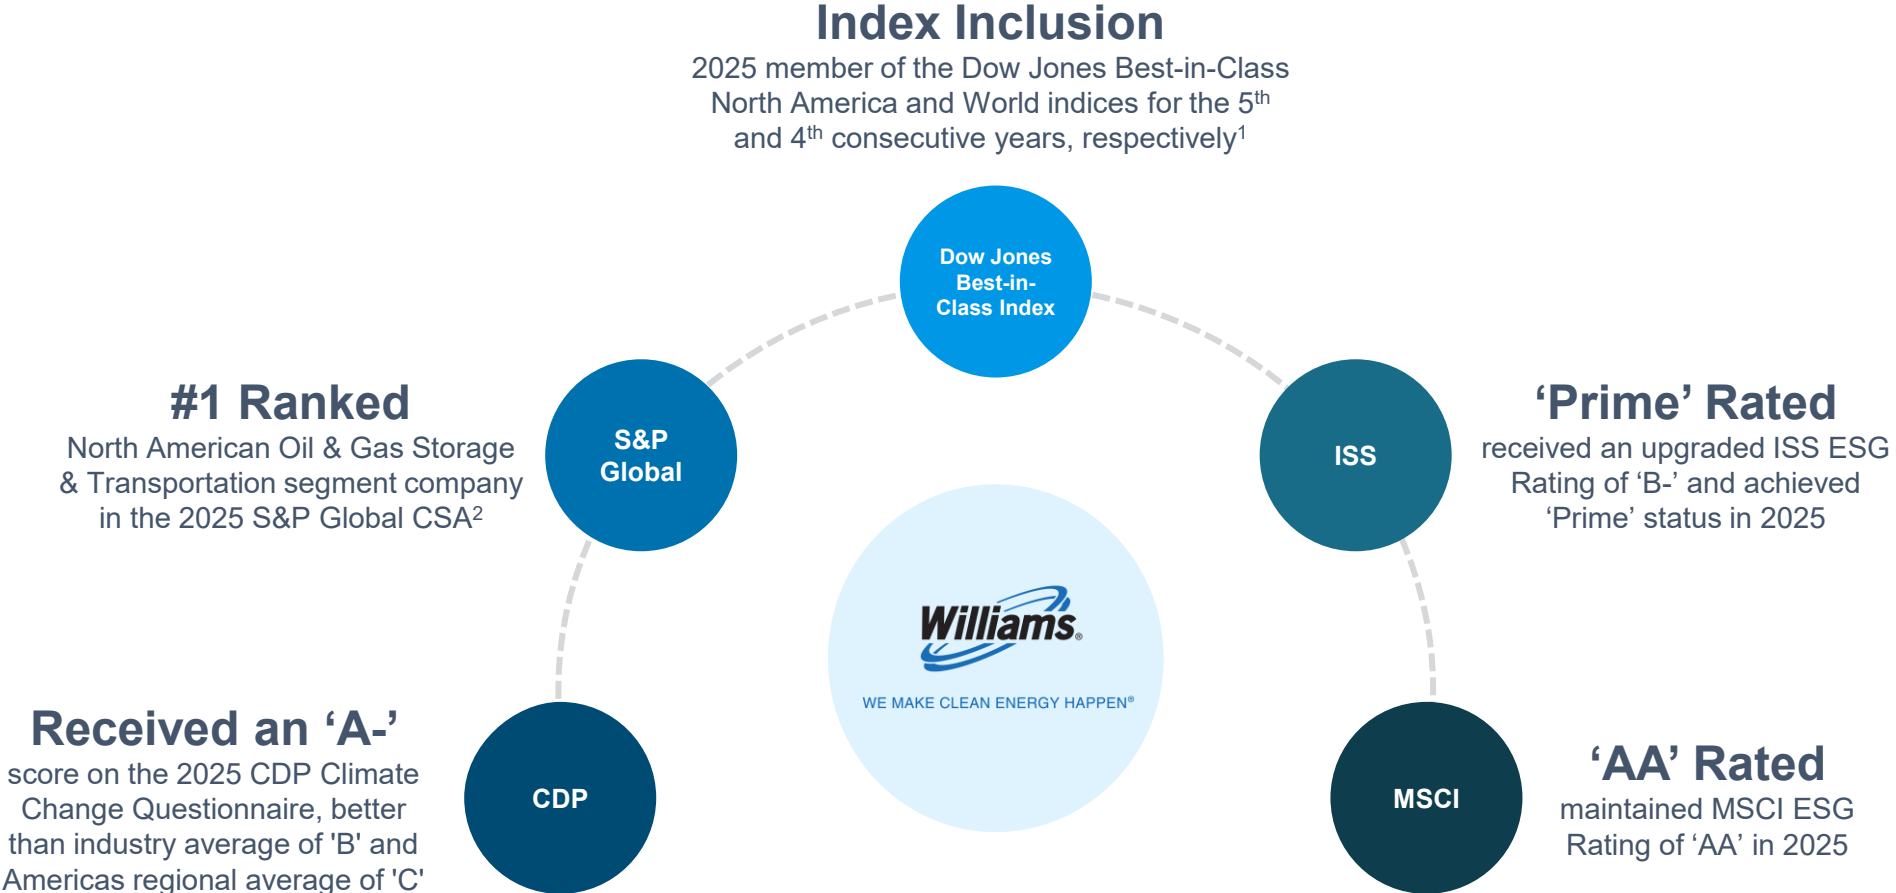 Index Inclusion
2025 member of the Dow Jones Best-in-Class
North America and World indices for the 5th
and 4th consecutive years, respectively1
Dow Jones
Best-in-
Class Index
#1 Ranked
North American Oil & Gas Storage
& Transportation segment company
in the 2025 S&P Global CSA2
S&P
Global
ISS
‘Prime’ Rated
received an upgraded ISS ESG
Rating of ‘B-’ and achieved
‘Prime’ status in 2025
Williams®
WE MAKE CLEAN ENERGY HAPPEN®
Received an ‘A-’
score on the 2025 CDP Climate
Change Questionnaire, better
than industry average of 'B' and
Americas regional average of 'C'
CDP
MSCI
‘AA’ Rated
maintained MSCI ESG
Rating of ‘AA’ in 2025